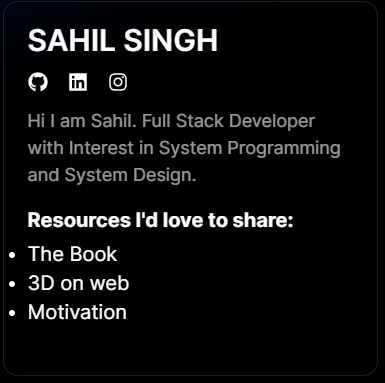 SAHIL SINGH
Hi I am Sahil. Full Stack Developer
with Interest in System Programming
and System Design.
Resources I'd love to share:
• The Book
• 3D on web
• Motivation